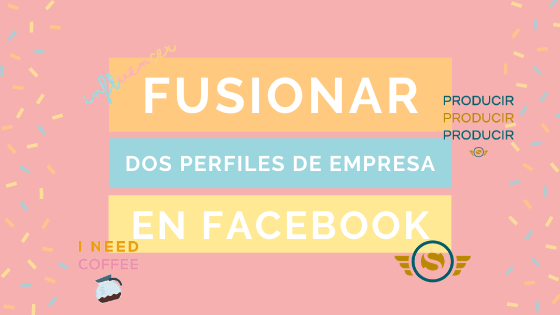 influencer
FUSIONAR
PRODUCIR
PRODUCIR
PRODUCIR
DOS PERFILES DE EMPRESA
EN FACEBOOK
I NEED
COFFEE
S